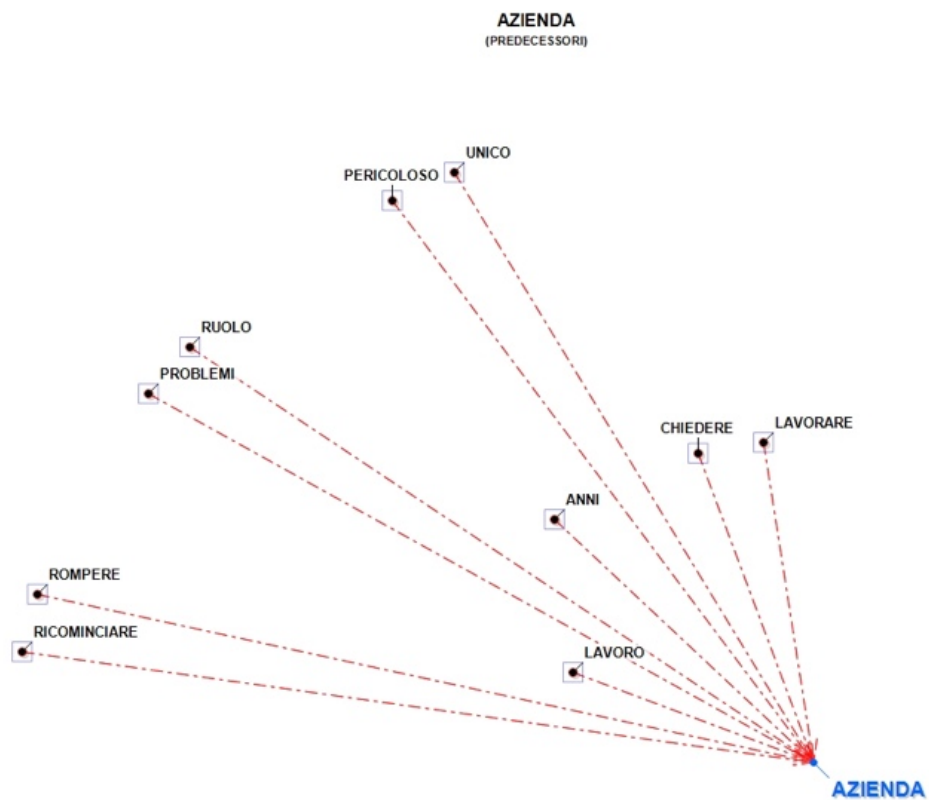 AZIENDA
(PREDECESSORI)
UNICO
PERICOLOSO
RUOLO
PROBLEMI
CHIEDERE
LAVORARE
ANNI
ROMPERE
RICOMINCIARE
LAVORO
AZIENDA